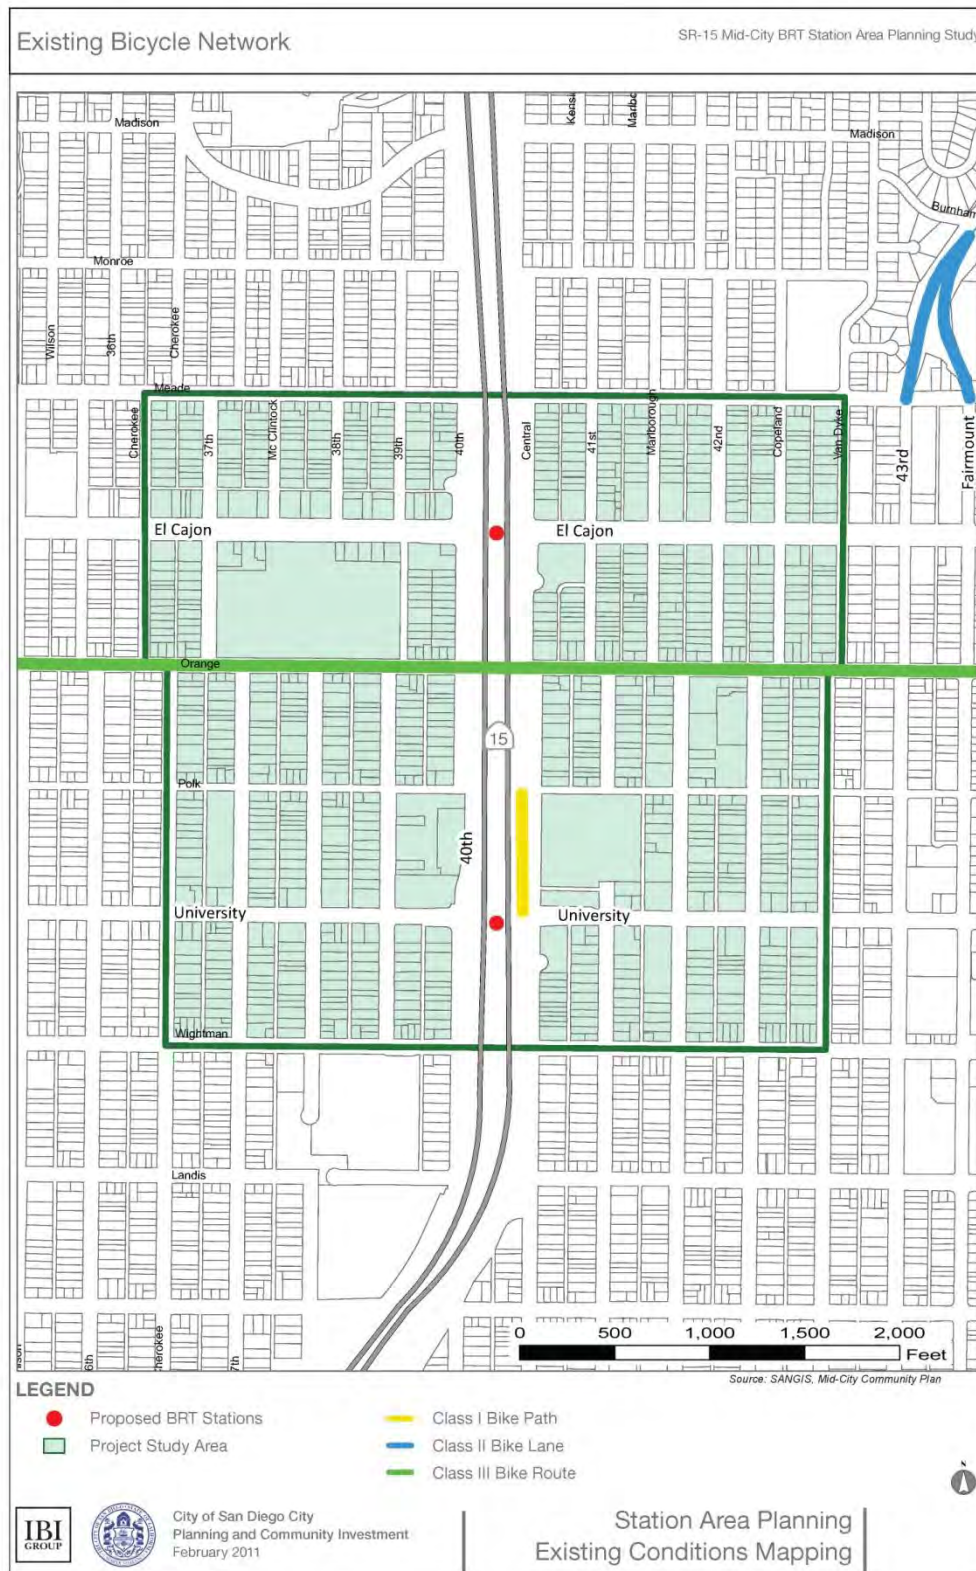 Existing Bicycle Network
SR-15 Mid-City BRT Station Area Planning Study
Madison
Kensi
Marlbo
Madison
Burnham
Monroe
Wilson
36th
Cherokee
Meade
Cherokee
37th
Mc Clintock
38th
39th
40th
Central
41st
Marlborough
42nd
Copeland
Van Dyke
43rd
Fairmount
El Cajon
El Cajon
Orange
15
Polk
40th
University
University
Wightman
Landis
6th
herokee
7th
0 500 1,000 1,500 2,000
Feet
Source: SANGIS, Mid-City Community Plan
LEGEND
Proposed BRT Stations
Project Study Area
Class I Bike Path
Class II Bike Lane
Class III Bike Route
N
IBI
GROUP
City of San Diego City
Planning and Community Investment
February 2011
Station Area Planning
Existing Conditions Mapping